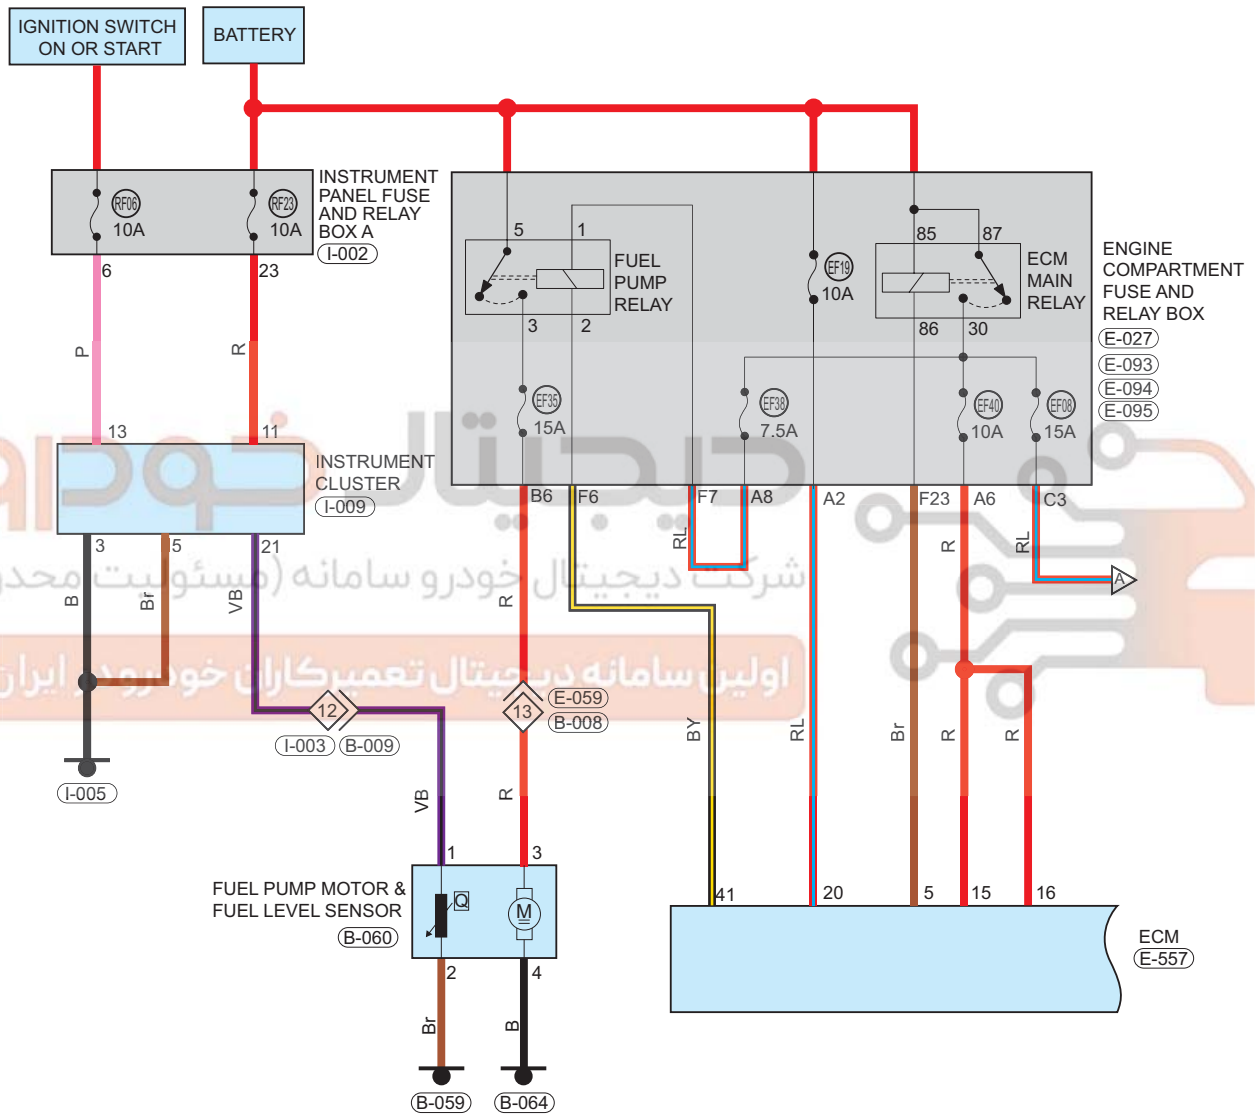 IGNITION SWITCH
ON OR START
BATTERY
RF06
10A
RF23
10A
INSTRUMENT
PANEL FUSE
AND RELAY
BOX A
I-002
6
23
P
R
13
11
INSTRUMENT
CLUSTER
I-009
3
5
21
B
Br
VB
12
I-003
B-009
I-005
5
1
FUEL
PUMP
RELAY
3
2
EF19
10A
85
87
ECM
MAIN
RELAY
86
30
ENGINE
COMPARTMENT
FUSE AND
RELAY BOX
E-027
E-093
E-094
E-095
EF35
15A
EF38
7.5A
EF40
10A
EF08
15A
B6
F6
F7
A8
A2
F23
A6
C3
RL
R
RL
A
R
دیجیتال خودرو
شرکت دیجیتال خودرو سامانه (مسئولیت محدو
اولین سامانه دیجیتال تعمیرکاران خودرو در ایران
13
E-059
B-008
VB
R
BY
RL
Br
R
R
1
3
FUEL PUMP MOTOR &
FUEL LEVEL SENSOR
B-060
Q
M
2
4
Br
B
B-059
B-064
41
20
5
15
16
ECM
E-557